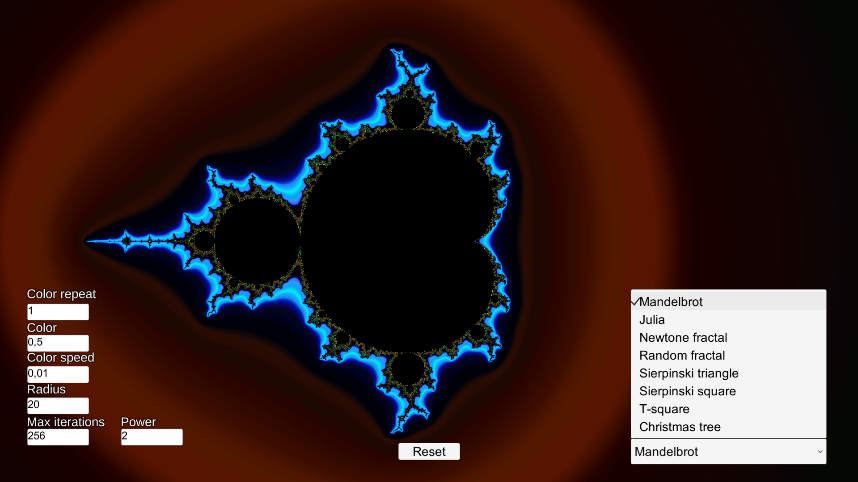 Color repeat
1
Color
0,5
Color speed
0,01
Radius
20
Max iterations Power
256 2
Reset
Mandelbrot
Julia
Newtone fractal
Random fractal
Sierpinski triangle
Sierpinski square
T-square
Christmas tree
Mandelbrot